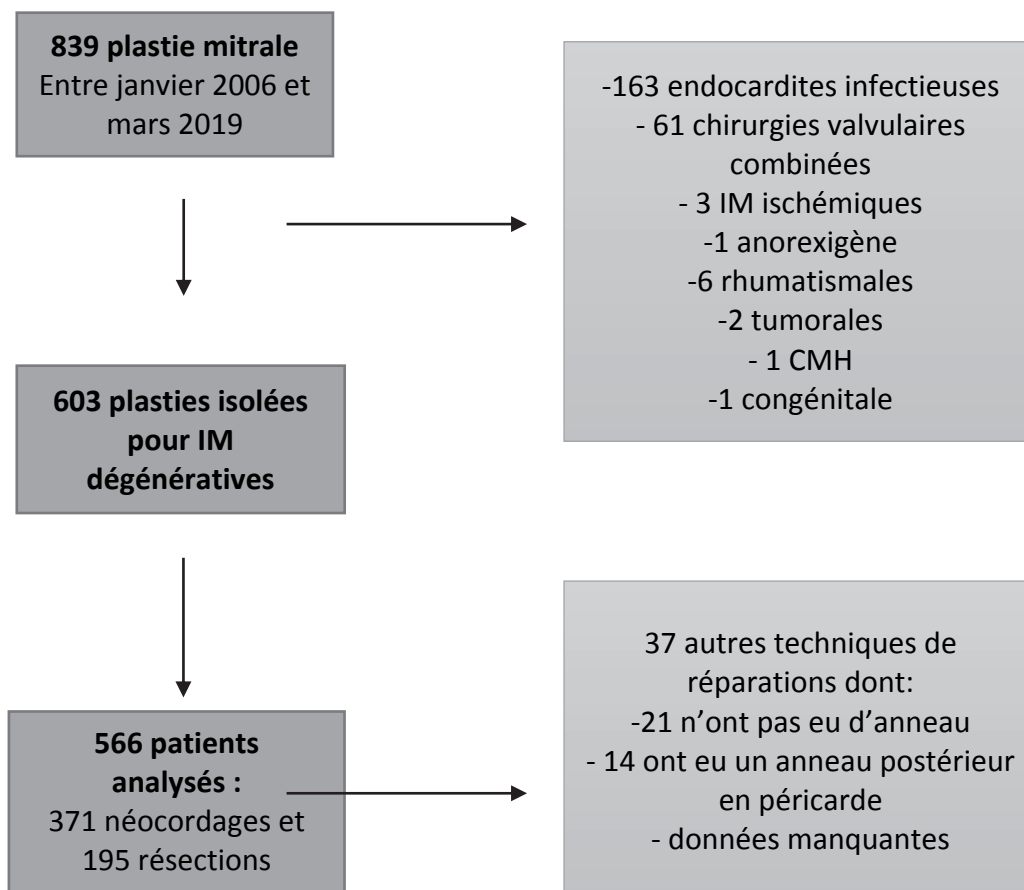 839 plastie mitrale
Entre janvier 2006 et
mars 2019
-163 endocardites infectieuses
- 61 chirurgies valvulaires
combinées
- 3 IM ischémiques
-1 anorexigène
-6 rhumatismales
-2 tumorales
- 1 CMH
-1 congénitale
603 plasties isolées
pour IM
dégénératives
37 autres techniques de
réparations dont:
-21 n’ont pas eu d’anneau
- 14 ont eu un anneau postérieur
en péricarde
- données manquantes
566 patients
analysés :
371 néocordages et
195 résections